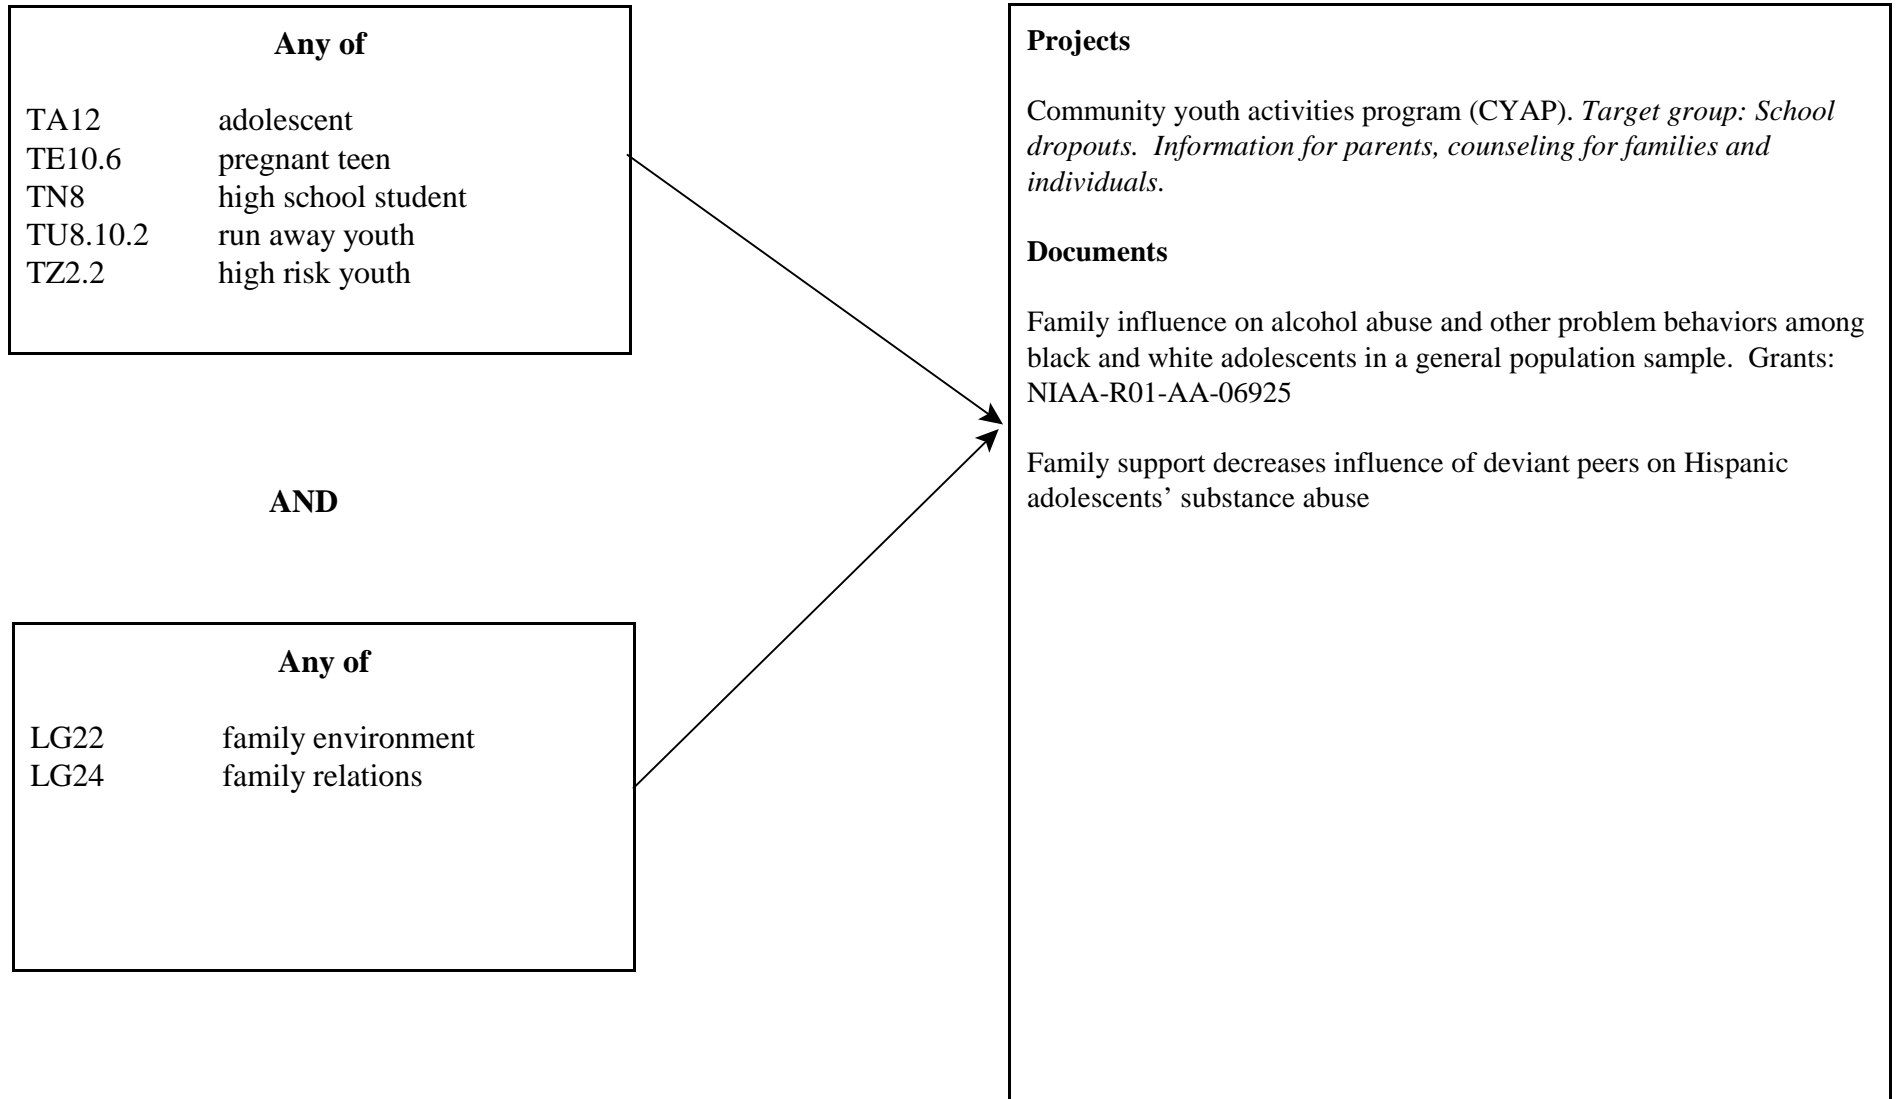 Any of
TA12 adolescent
TE10.6 pregnant teen
TN8 high school student
TU8.10.2 run away youth
TZ2.2 high risk youth
AND
Any of
LG22 family environment
LG24 family relations
Projects
Community youth activities program (CYAP). Target group: School
dropouts. Information for parents, counseling for families and
individuals.
Documents
Family influence on alcohol abuse and other problem behaviors among
black and white adolescents in a general population sample. Grants:
NIAA-R01-AA-06925
Family support decreases influence of deviant peers on Hispanic
adolescents’ substance abuse